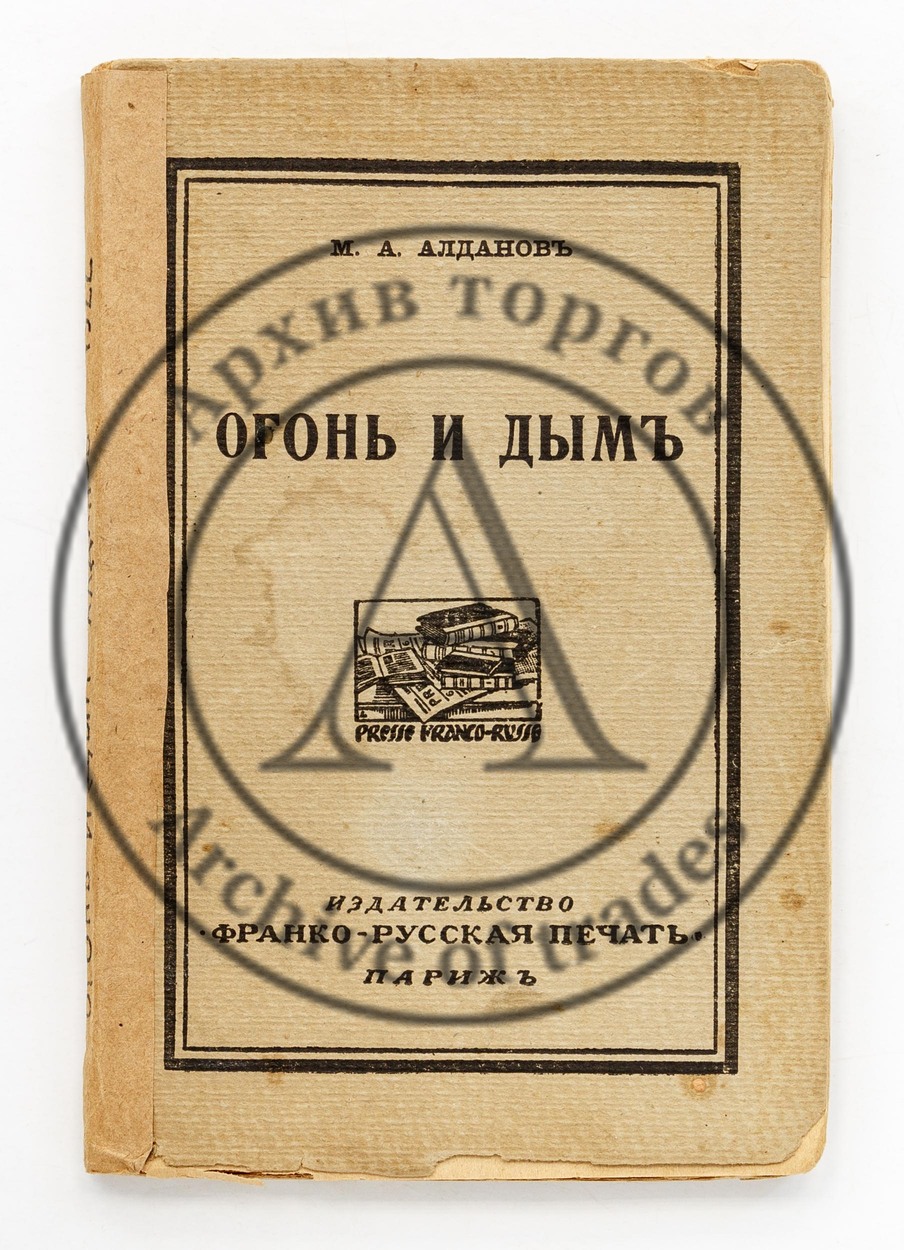 М. А. АЛДАНОВЪ
Архив торгов
ОГОНЬ И ДЫМЪ
PRESSE FRANCO-RUSSE
ИЗДАТЕЛЬСТВО
·ФРАНКО-РУССКАЯ ПЕЧАТЬ·
ПАРИЖЪ
Archive of trades